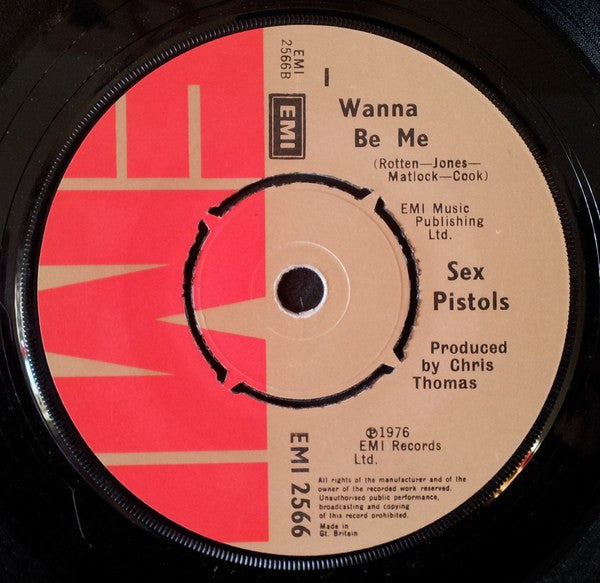 EMI
EMI
2566B
EMI
I
Wanna
Be Me
(Rotten—Jones—
Matlock—Cook)
EMI Music
Publishing
Ltd.
Sex
Pistols
Produced
by Chris
Thomas
℗1976
EMI Records
Ltd.
EMI 2566
All rights of the manufacturer and of the
owner of the recorded work reserved.
Unauthorised public performance,
broadcasting and copying
of this record prohibited.
Made in
Gt. Britain